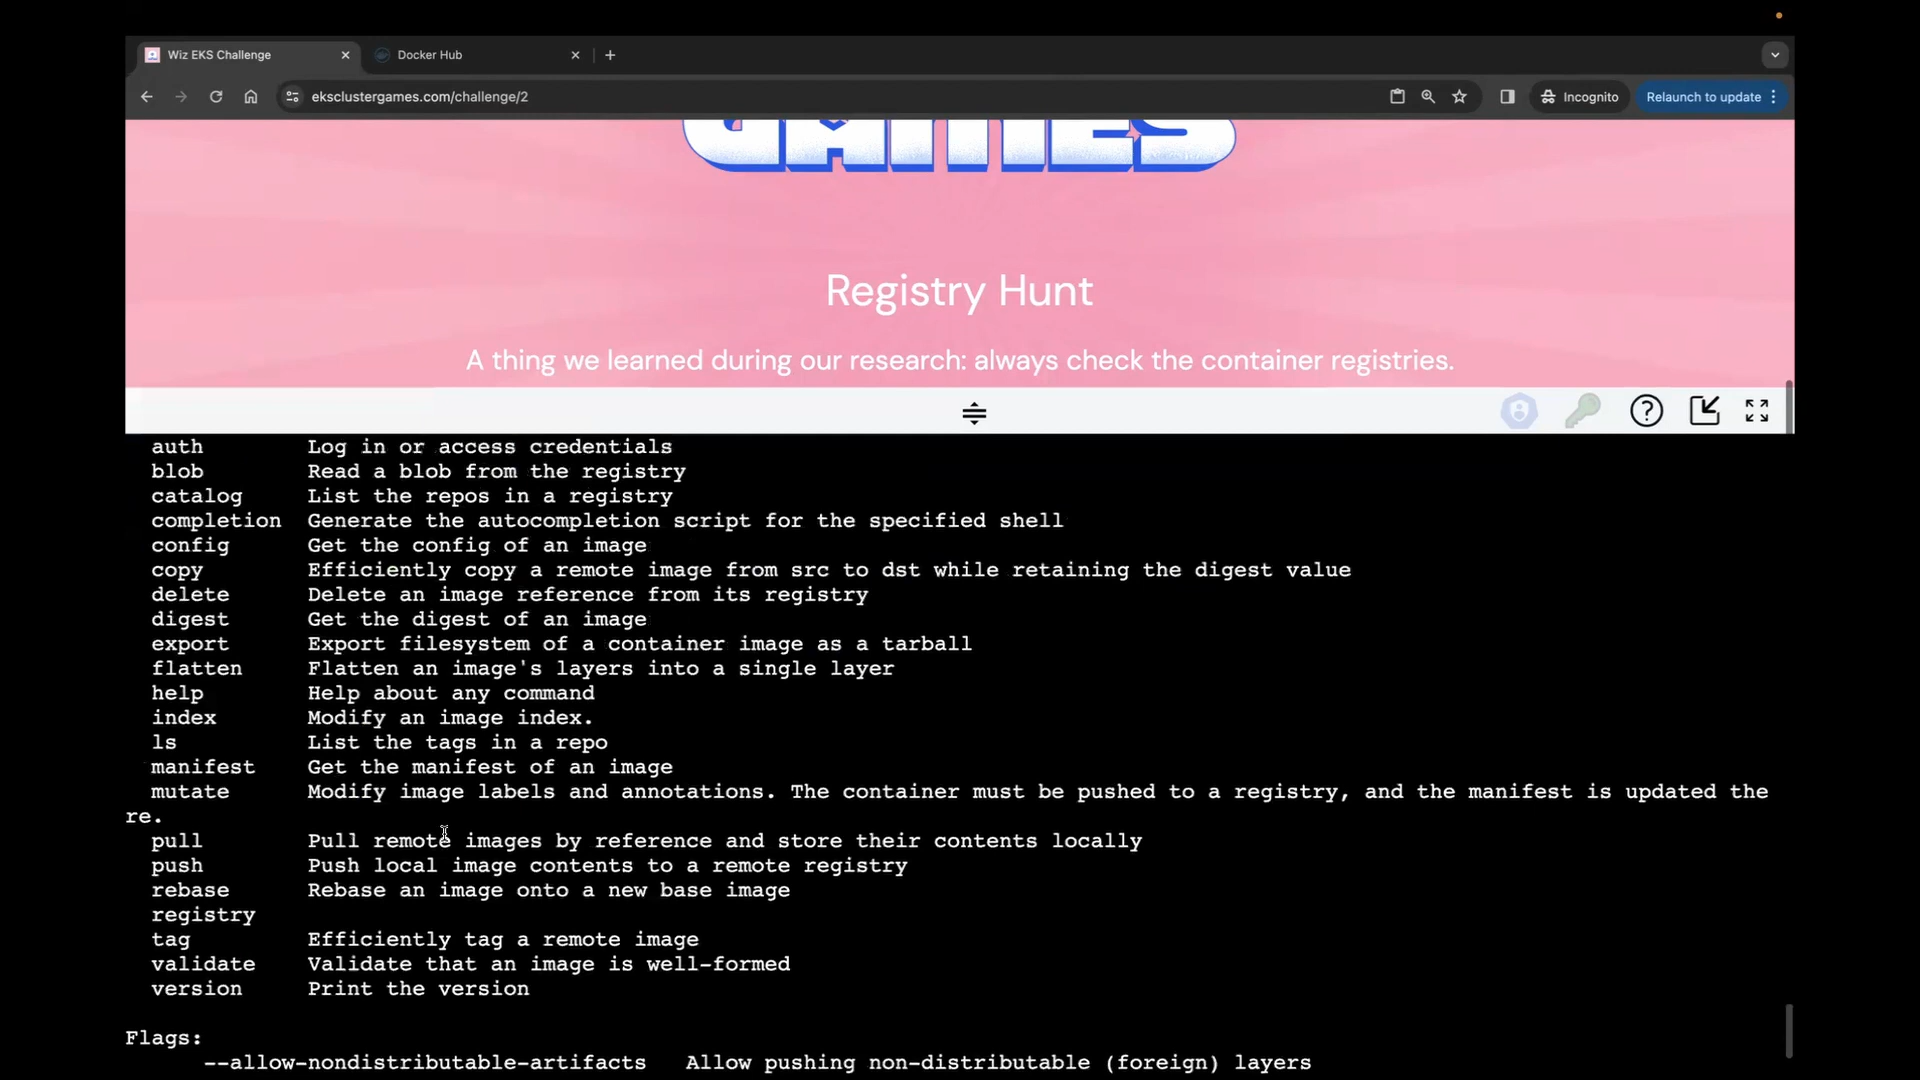 Wiz EKS Challenge
Docker Hub
eksclustergames.com/challenge/2
Incognito
Relaunch to update
GAMES
Registry Hunt
A thing we learned during our research: always check the container registries.
auth Log in or access credentials
blob Read a blob from the registry
catalog List the repos in a registry
completion Generate the autocompletion script for the specified shell
config Get the config of an image
copy Efficiently copy a remote image from src to dst while retaining the digest value
delete Delete an image reference from its registry
digest Get the digest of an image
export Export filesystem of a container image as a tarball
flatten Flatten an image's layers into a single layer
help Help about any command
index Modify an image index.
ls List the tags in a repo
manifest Get the manifest of an image
mutate Modify image labels and annotations. The container must be pushed to a registry, and the manifest is updated the
re.
pull Pull remote images by reference and store their contents locally
push Push local image contents to a remote registry
rebase Rebase an image onto a new base image
registry
tag Efficiently tag a remote image
validate Validate that an image is well-formed
version Print the version
Flags:
--allow-nondistributable-artifacts Allow pushing non-distributable (foreign) layers